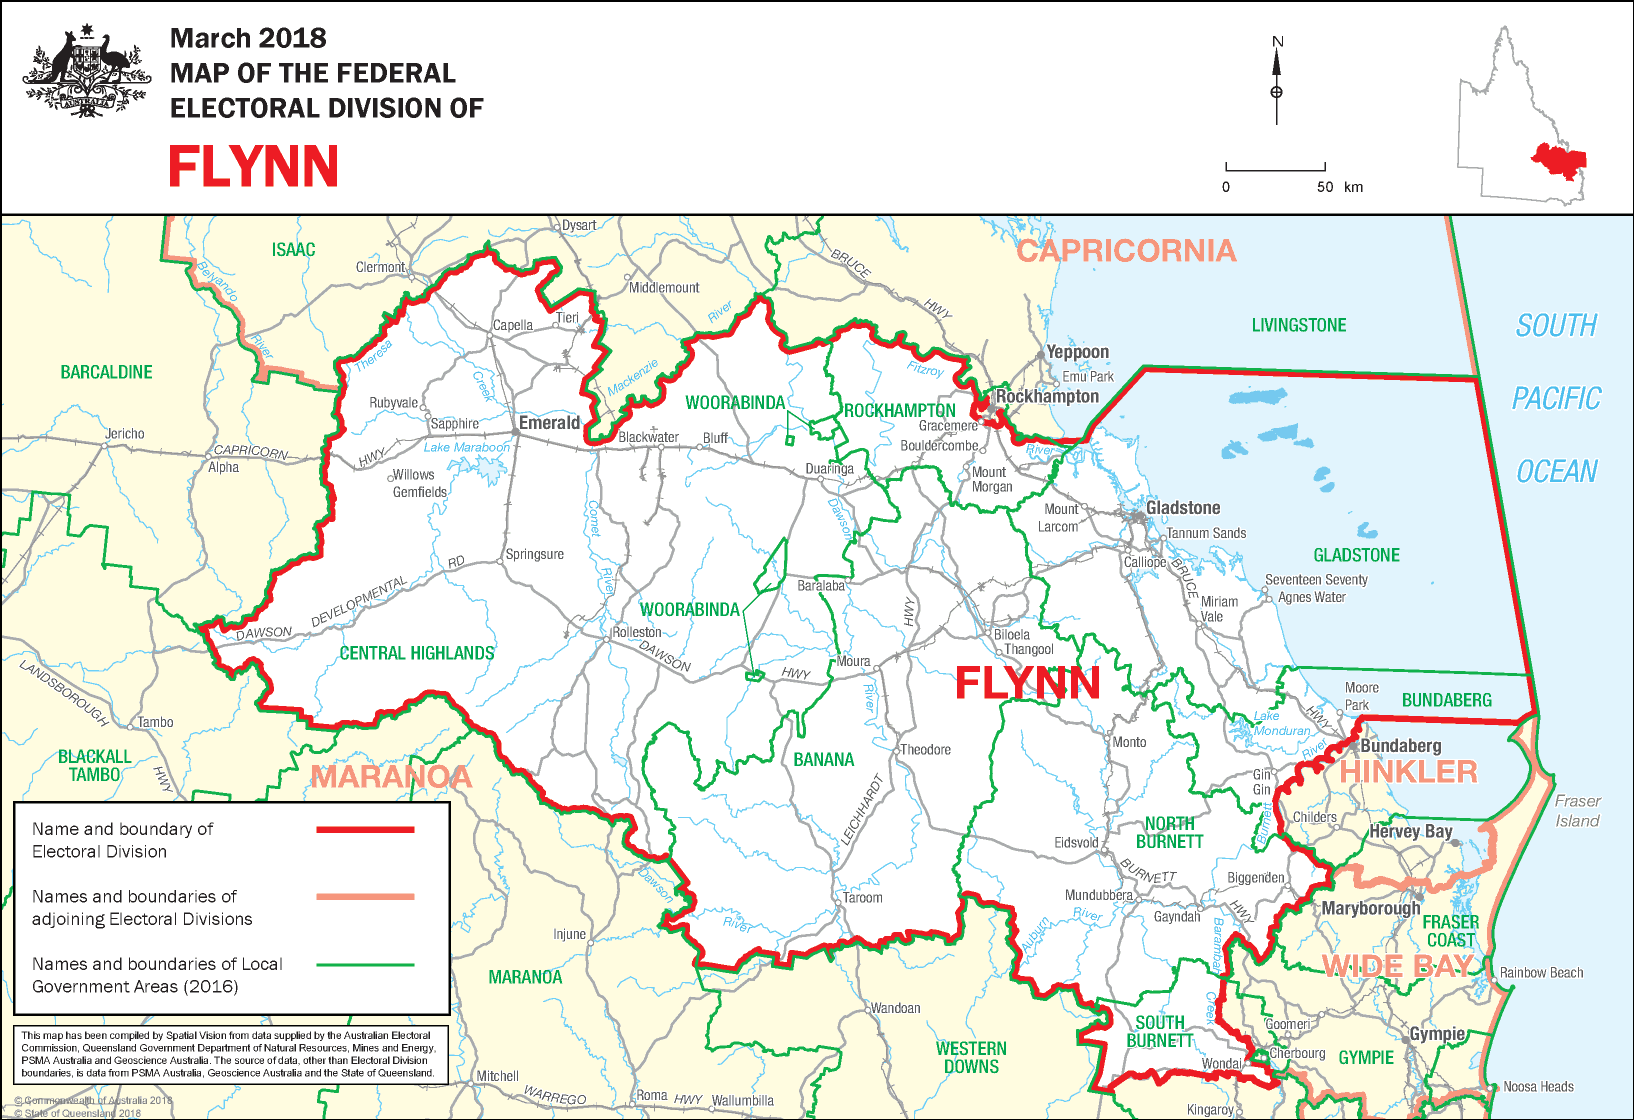 March 2018
MAP OF THE FEDERAL
ELECTORAL DIVISION OF
FLYNN
AUSTRALIA
N
0 50 km
Dysart
ISAAC
CAPRICORNIA
BRUCE
Clermont
Belyando
Middlemount
HWY
River
Capella
Tieri
LIVINGSTONE
SOUTH
River
Theresa
Yeppoon
BARCALDINE
Mackenzie
Fitzroy
Emu Park
Creek
Rockhampton
PACIFIC
Rubyvale
WOORABINDA
ROCKHAMPTON
Sapphire
Emerald
Gracemere
Jericho
Blackwater
Bluff
Bouldercombe
CAPRICORN
HWY
Lake Maraboon
River
Alpha
Duaringa
OCEAN
Willows
Gemfields
Mount
Morgan
Comet
Dawson
Mount
Larcom
Gladstone
Tannum Sands
Springsure
RD
GLADSTONE
Calliope
BRUCE
River
Baralaba
Seventeen Seventy
Agnes Water
DEVELOPMENTAL
WOORABINDA
HWY
Miriam
Vale
DAWSON
Rolleston
Biloela
Thangool
CENTRAL HIGHLANDS
DAWSON
HWY
Moura
LANDSBOROUGH
FLYNN
Moore
Park
BUNDABERG
River
Lake
Monduran
HWY
Tambo
Theodore
Monto
River
Bundaberg
BLACKALL
TAMBO
HWY
MARANOA
BANANA
HINKLER
Gin
Gin
LEICHHARDT
Fraser
Island
Childers
Burnett
NORTH
BURNETT
Hervey Bay
Name and boundary of
Electoral Division
Eidsvold
BURNETT
Biggenden
Dawson
Names and boundaries of
adjoining Electoral Divisions
Taroom
Mundubbera
River
Gayndah
HWY
Maryborough
River
Auburn
Barambah
FRASER
COAST
Injune
WIDE BAY
Names and boundaries of Local
Government Areas (2016)
MARANOA
Rainbow Beach
Creek
Wandoan
SOUTH
BURNETT
Goomeri
Gympie
This map has been compiled by Spatial Vision from data supplied by the Australian Electoral
Commission, Queensland Government Department of Natural Resources, Mines and Energy,
PSMA Australia and Geoscience Australia. The source of data, other than Electoral Division
boundaries, is data from PSMA Australia, Geoscience Australia and the State of Queensland.
WESTERN
DOWNS
Wondai
Cherbourg
GYMPIE
Mitchell
WARREGO
Roma
HWY
Wallumbilla
Noosa Heads
Kingaroy
© Commonwealth of Australia 2018
© State of Queensland 2018